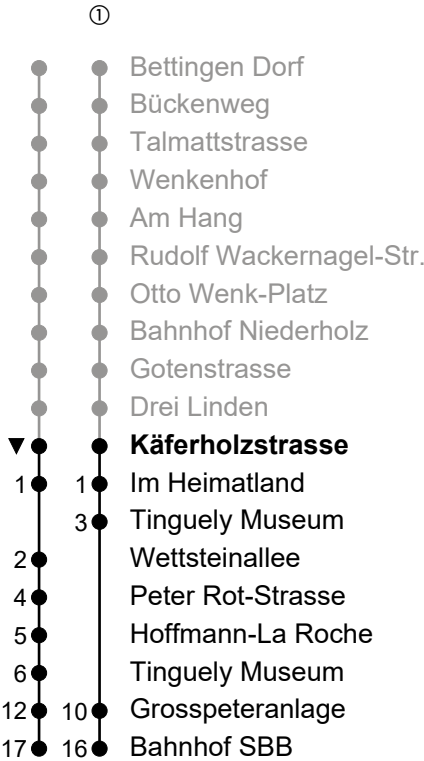 ①
Bettingen Dorf
Bückenweg
Talmattstrasse
Wenkenhof
Am Hang
Rudolf Wackernagel-Str.
Otto Wenk-Platz
Bahnhof Niederholz
Gotenstrasse
Drei Linden
▼ Käferholzstrasse
1 1 Im Heimatland
3 Tinguely Museum
2 Wettsteinallee
4 Peter Rot-Strasse
5 Hoffmann-La Roche
6 Tinguely Museum
12 10 Grosspeteranlage
17 16 Bahnhof SBB